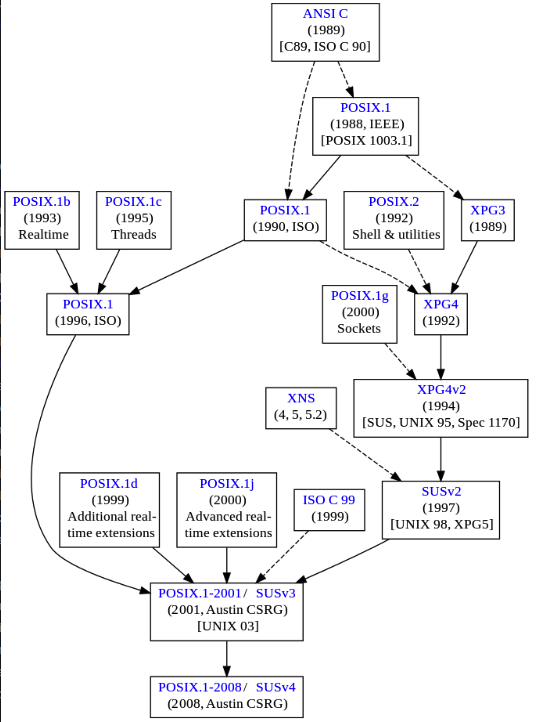 ANSI C
(1989)
[C89, ISO C 90]
POSIX.1
(1988, IEEE)
[POSIX 1003.1]
POSIX.1b
(1993)
Realtime
POSIX.1c
(1995)
Threads
POSIX.1
(1990, ISO)
POSIX.2
(1992)
Shell & utilities
XPG3
(1989)
POSIX.1
(1996, ISO)
POSIX.1g
(2000)
Sockets
XPG4
(1992)
XNS
(4, 5, 5.2)
XPG4v2
(1994)
[SUS, UNIX 95, Spec 1170]
POSIX.1d
(1999)
Additional real-
time extensions
POSIX.1j
(2000)
Advanced real-
time extensions
ISO C 99
(1999)
SUSv2
(1997)
[UNIX 98, XPG5]
POSIX.1-2001/ SUSv3
(2001, Austin CSRG)
[UNIX 03]
POSIX.1-2008/ SUSv4
(2008, Austin CSRG)